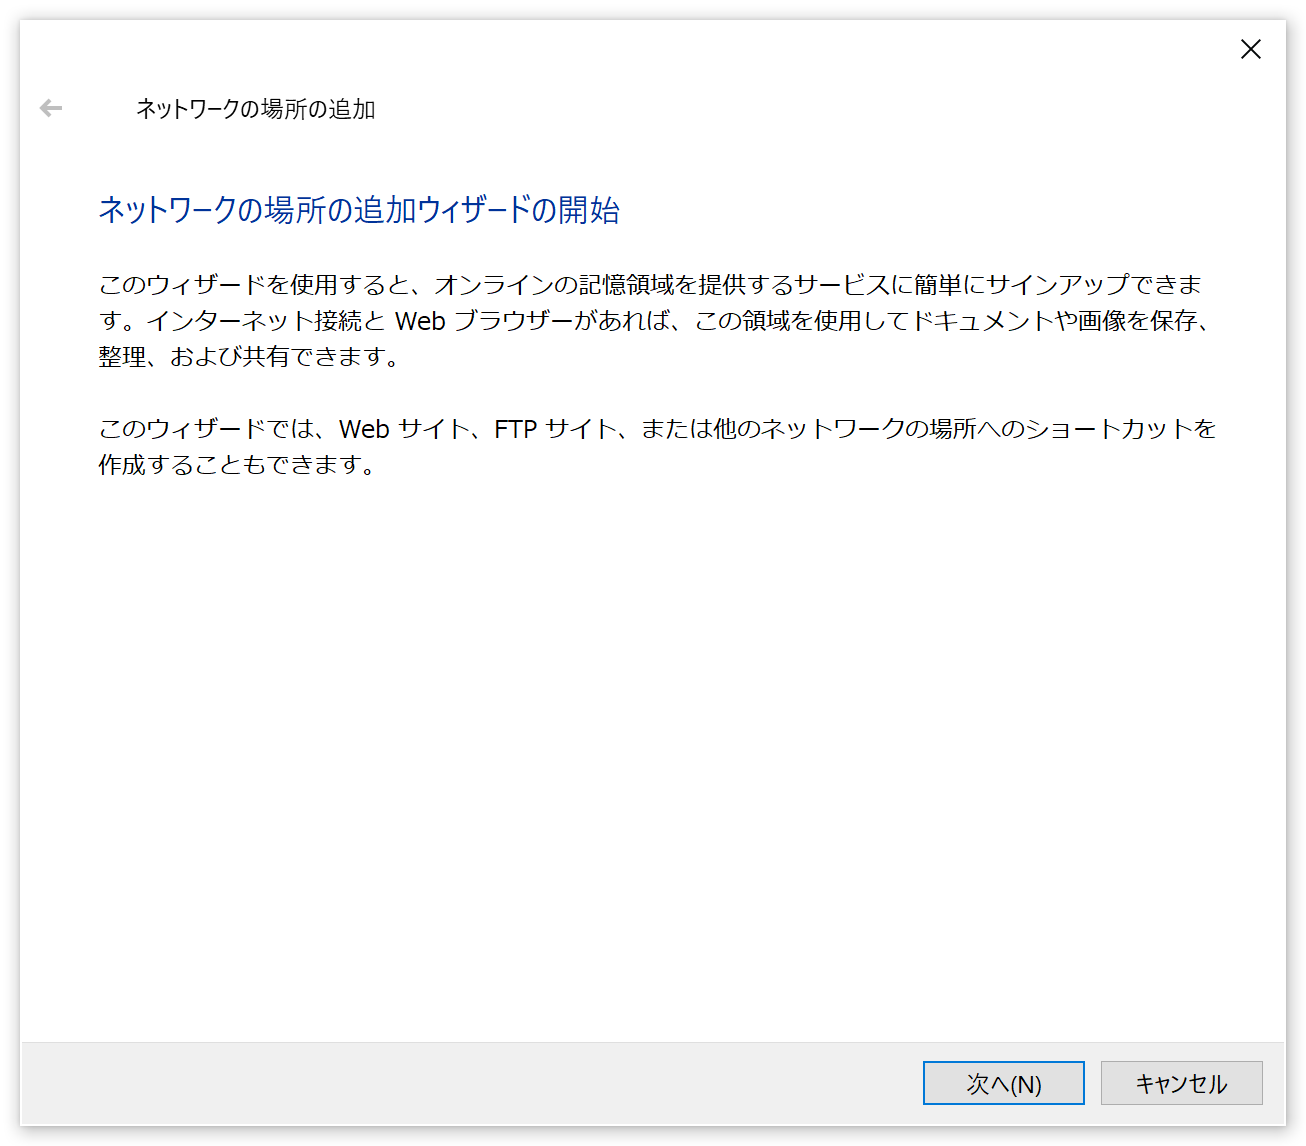 ネットワークの場所の追加
ネットワークの場所の追加ウィザードの開始
このウィザードを使用すると、オンラインの記憶領域を提供するサービスに簡単にサインアップできま
す。インターネット接続と Web ブラウザーがあれば、この領域を使用してドキュメントや画像を保存、
整理、および共有できます。
このウィザードでは、Web サイト、FTP サイト、または他のネットワークの場所へのショートカットを
作成することもできます。
次へ(N)
キャンセル